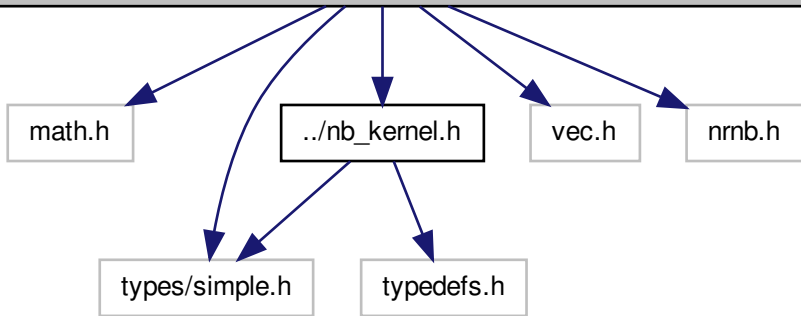 math.h
../nb_kernel.h
vec.h
nrnb.h
types/simple.h
typedefs.h